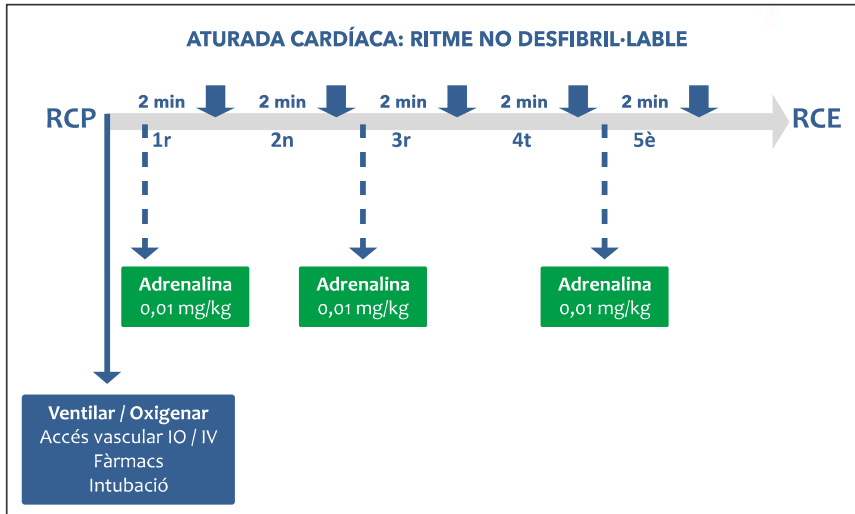 ATURADA CARDÍACA: RITME NO DESFIBRIL·LABLE
2 min 2 min 2 min 2 min 2 min
RCP RCE
1r 2n 3r 4t 5è
Adrenalina
0,01 mg/kg
Adrenalina
0,01 mg/kg
Adrenalina
0,01 mg/kg
Ventilar / Oxigenar
Accés vascular IO / IV
Fàrmacs
Intubació